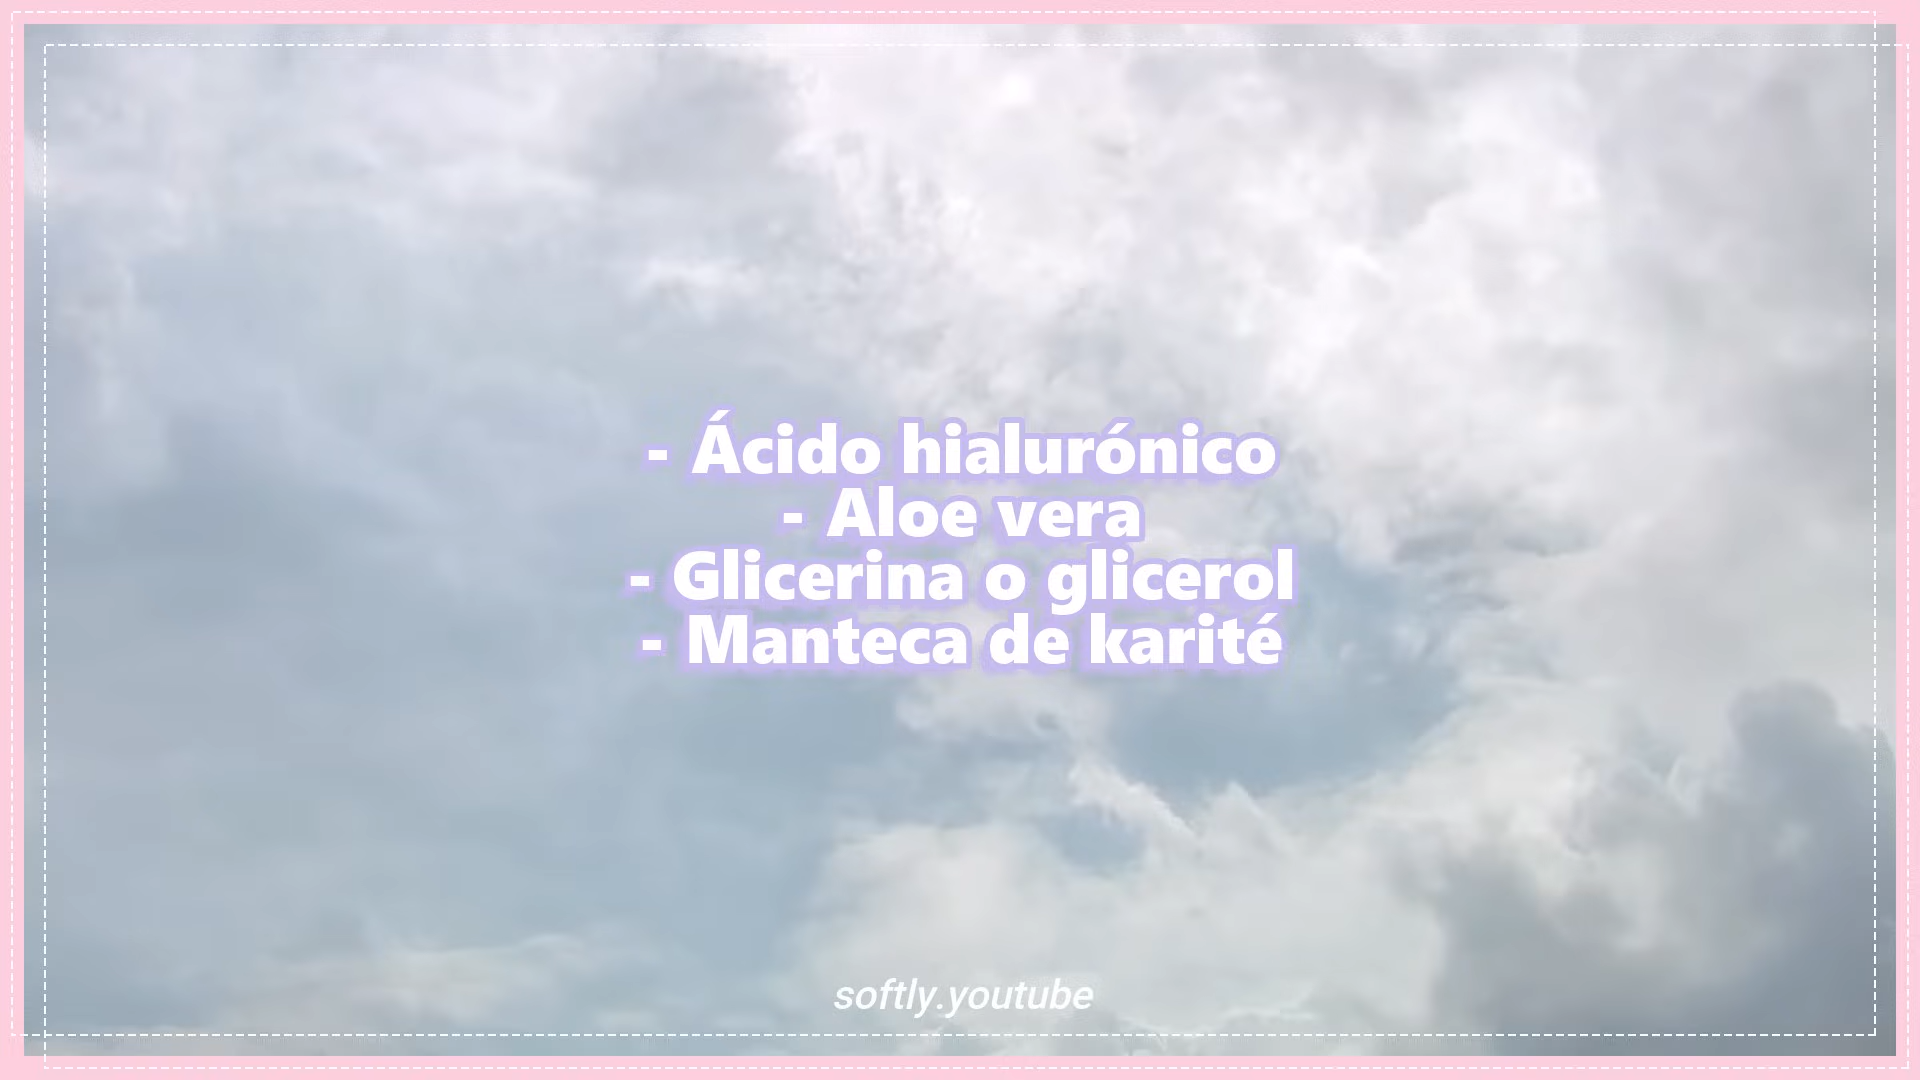 - Ácido hialurónico
- Aloe vera
- Glicerina o glicerol
- Manteca de karité
softly.youtube